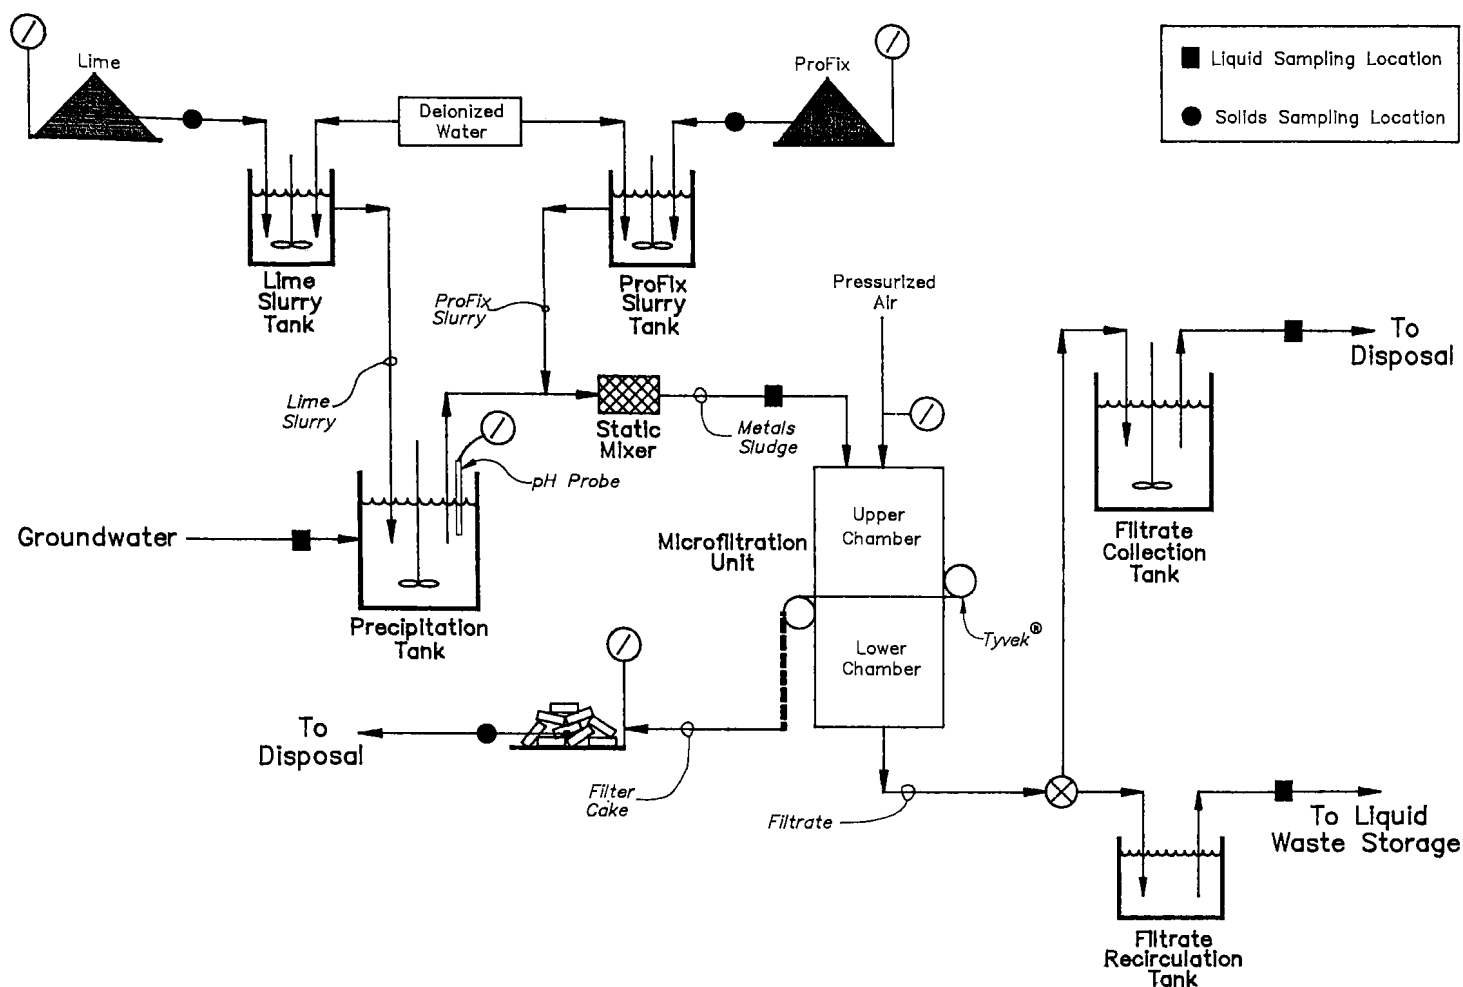 Lime
ProFix
Deionized
Water
Liquid Sampling Location
Solids Sampling Location
Lime
Slurry
Tank
ProFix
Slurry
Tank
ProFix
Slurry
Pressurized
Air
To
Disposal
Lime
Slurry
Static
Mixer
Metals
Sludge
pH Probe
Groundwater
Precipitation
Tank
Microfiltration
Unit
Upper
Chamber
Lower
Chamber
Tyvek®
Filtrate
Collection
Tank
To
Disposal
Filter
Cake
Filtrate
To Liquid
Waste Storage
Filtrate
Recirculation
Tank